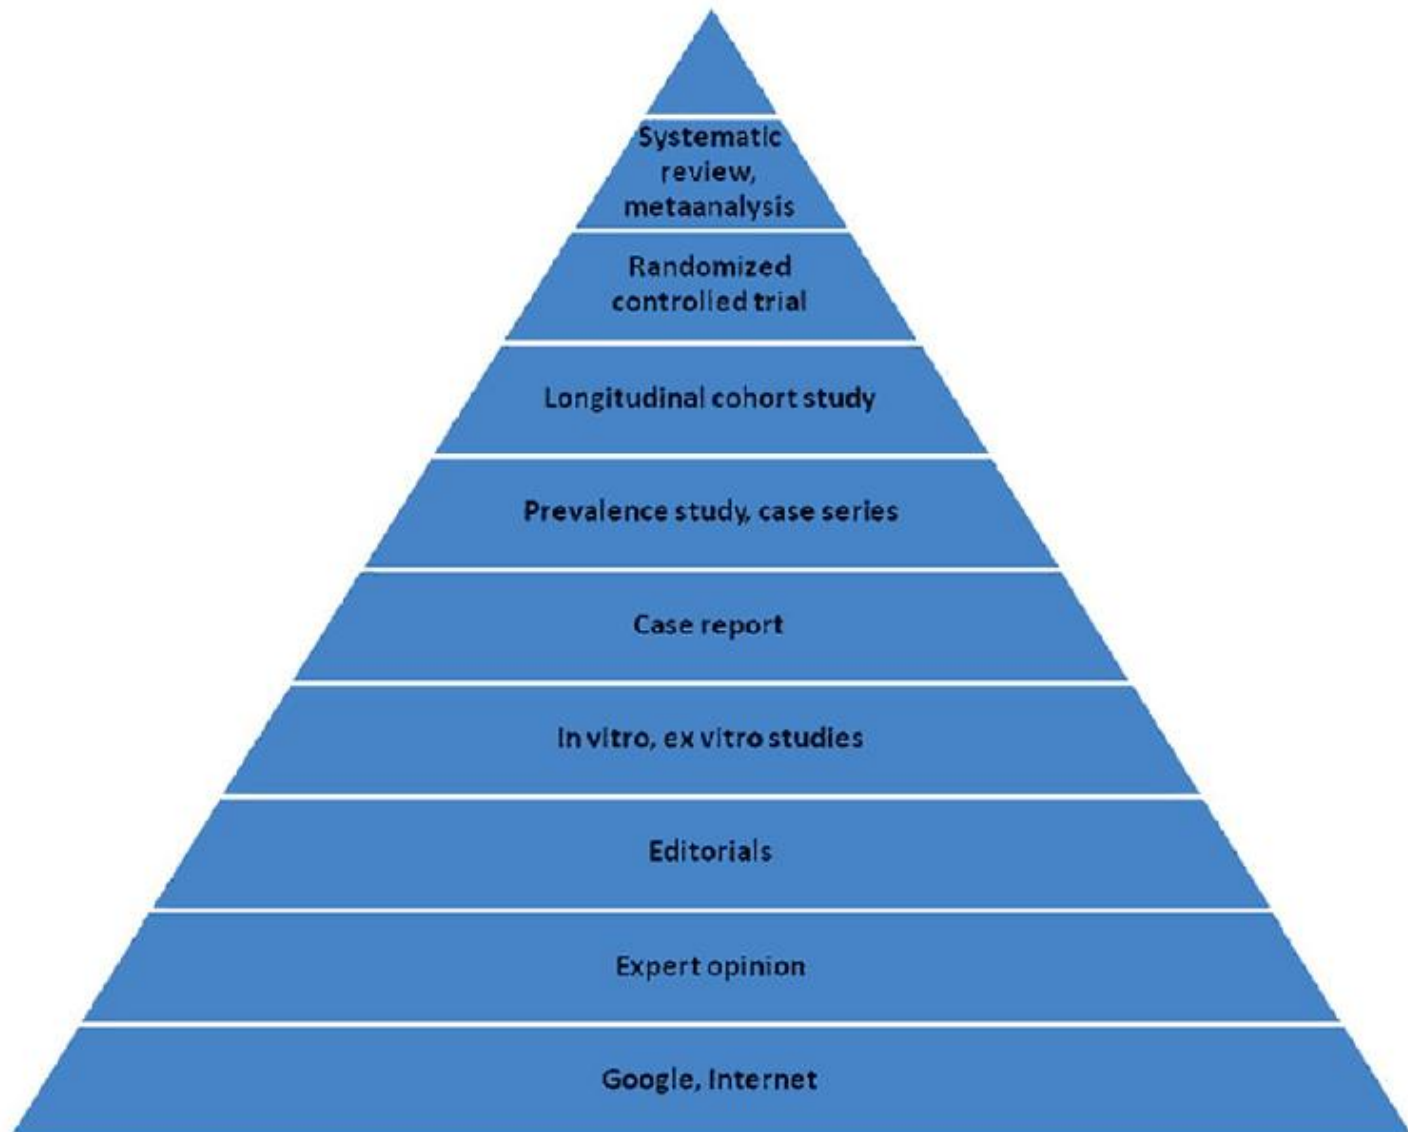 Systematic
review,
metaanalysis
Randomized
controlled trial
Longitudinal cohort study
Prevalence study, case series
Case report
In vitro, ex vitro studies
Editorials
Expert opinion
Google, Internet